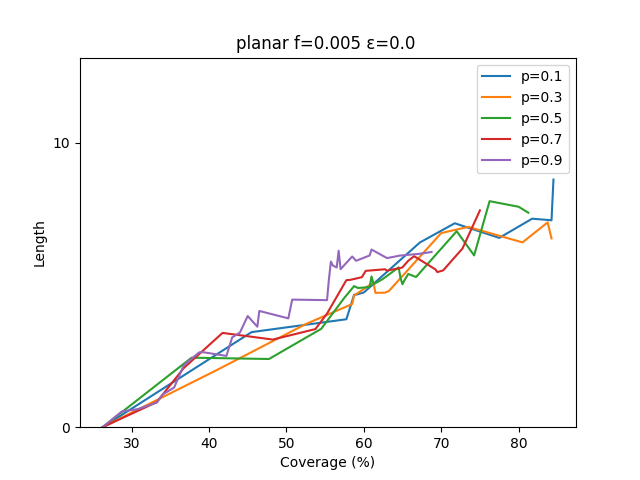 planar f=0.005 ε=0.0
p=0.1
p=0.3
p=0.5
p=0.7
p=0.9
10
0
Length
30 40 50 60 70 80
Coverage (%)